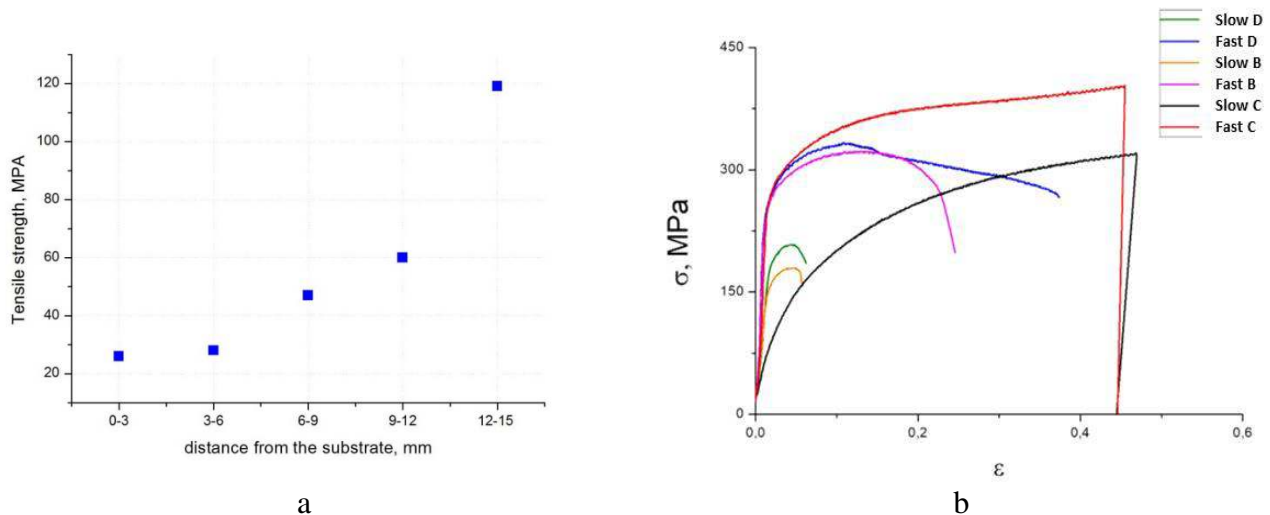 120
100
80
60
40
20
Tensile strength, MPA
0-3 3-6 6-9 9-12 12-15
distance from the substrate, mm
a
450
300
150
0
σ, MPa
0,0 0,2 0,4 0,6
ε
Slow D
Fast D
Slow B
Fast B
Slow C
Fast C
b